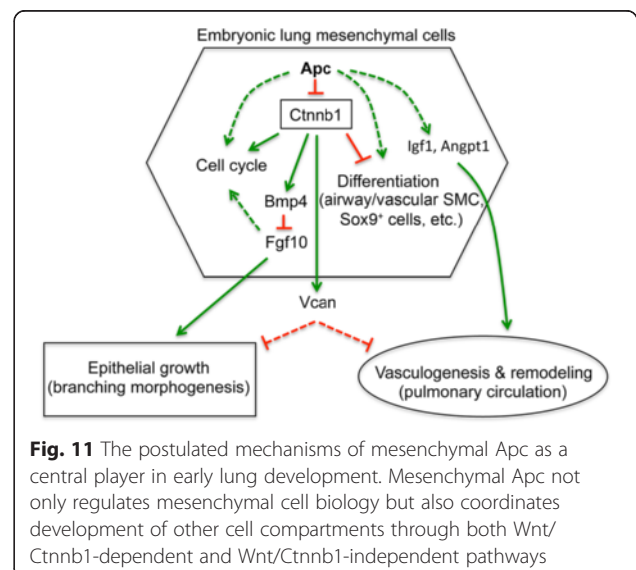 Embryonic lung mesenchymal cells
Apc
Ctnnb1
Igf1, Angpt1
Cell cycle
Differentiation
(airway/vascular SMC,
Sox9⁺ cells, etc.)
Bmp4
Fgf10
Vcan
Epithelial growth
(branching morphogenesis)
Vasculogenesis & remodeling
(pulmonary circulation)
Fig. 11 The postulated mechanisms of mesenchymal Apc as a
central player in early lung development. Mesenchymal Apc not
only regulates mesenchymal cell biology but also coordinates
development of other cell compartments through both Wnt/
Ctnnb1-dependent and Wnt/Ctnnb1-independent pathways